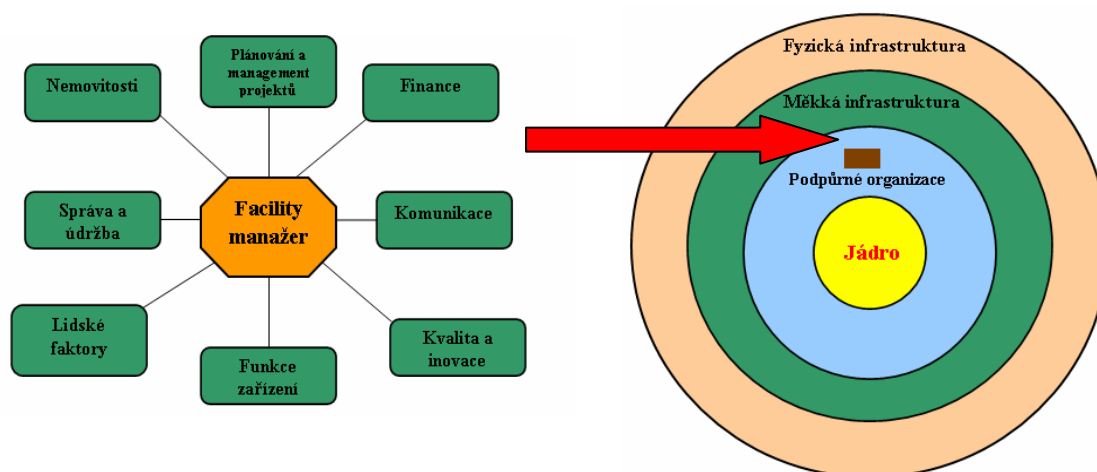 Plánování a
management
projektů
Nemovitosti
Finance
Správa a
údržba
Facility
manažer
Komunikace
Lidské
faktory
Funkce
zařízení
Kvalita a
inovace
Fyzická infrastruktura
Měkká infrastruktura
Podpůrné organizace
Jádro